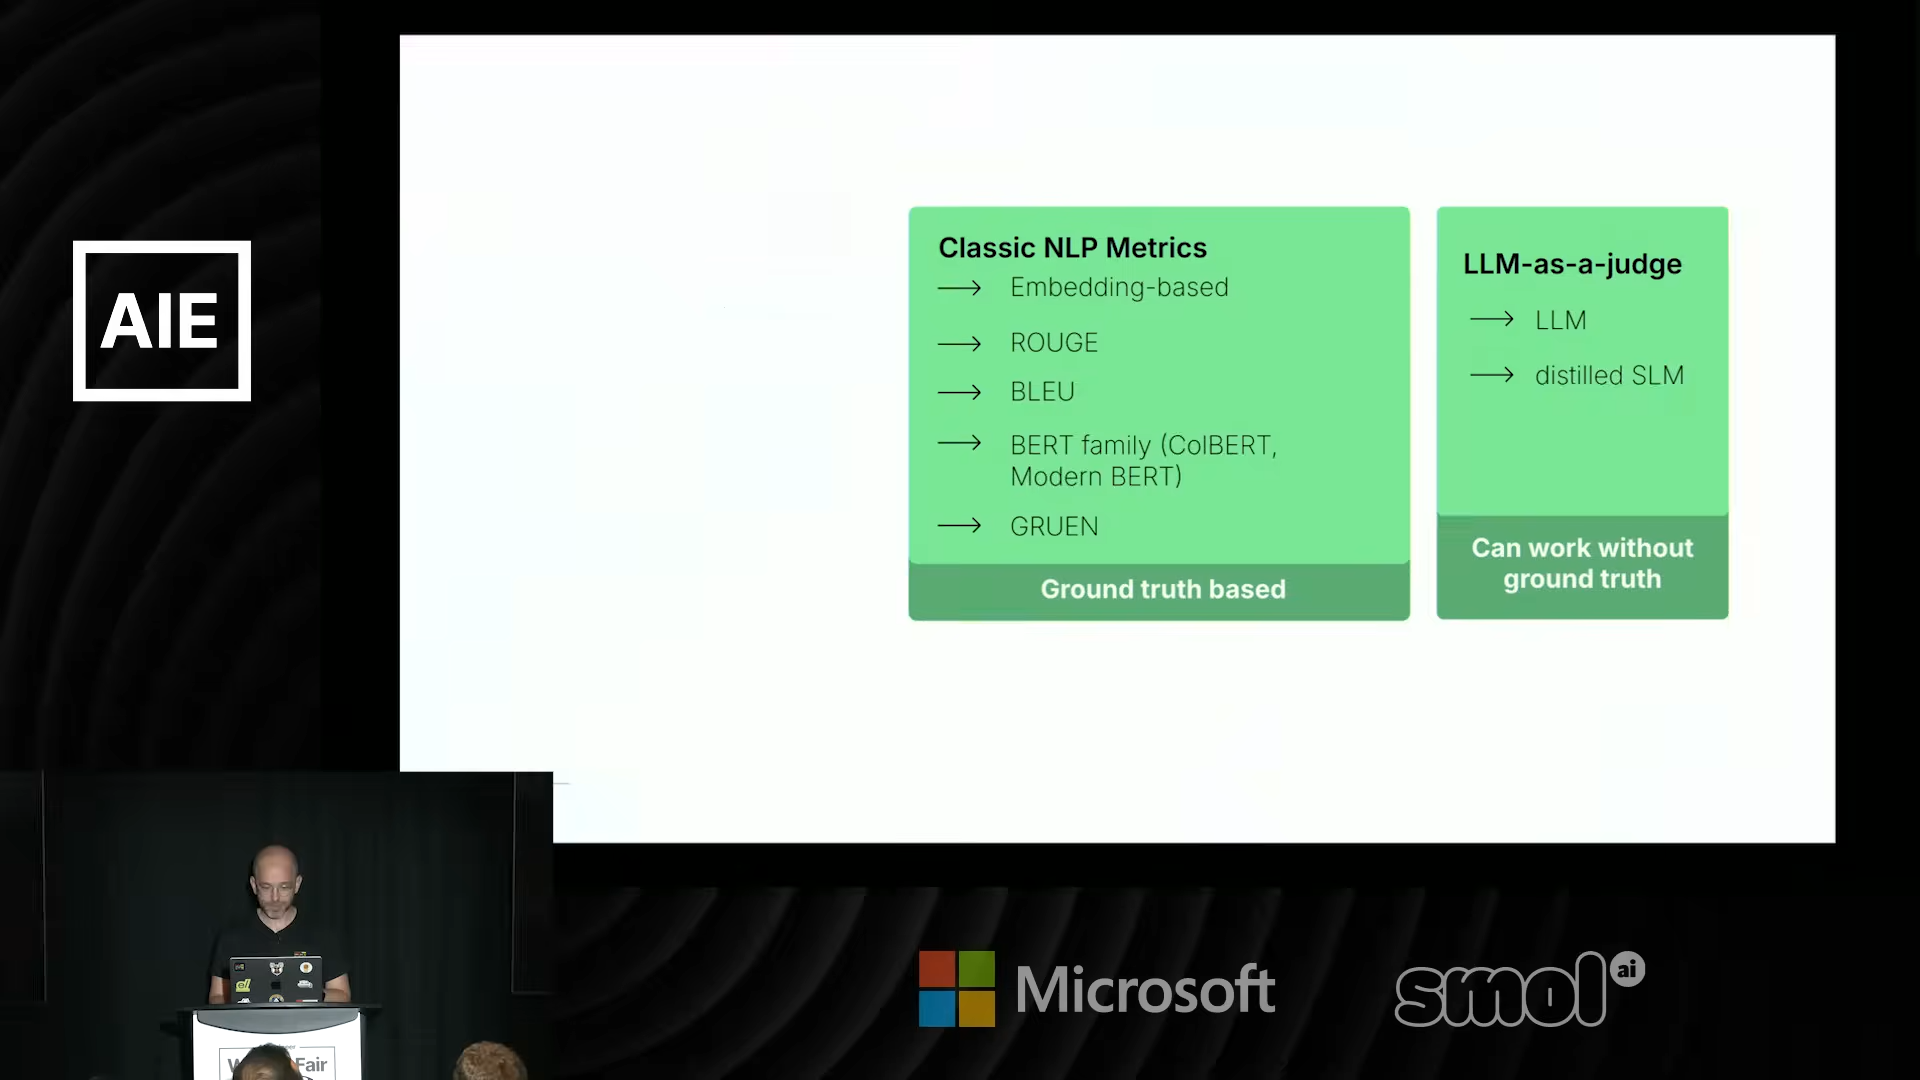 AIE
Classic NLP Metrics
Embedding-based
ROUGE
BLEU
BERT family (ColBERT,
Modern BERT)
GRUEN
Ground truth based
LLM-as-a-judge
LLM
distilled SLM
Can work without
ground truth
Microsoft
smol ai
Fair